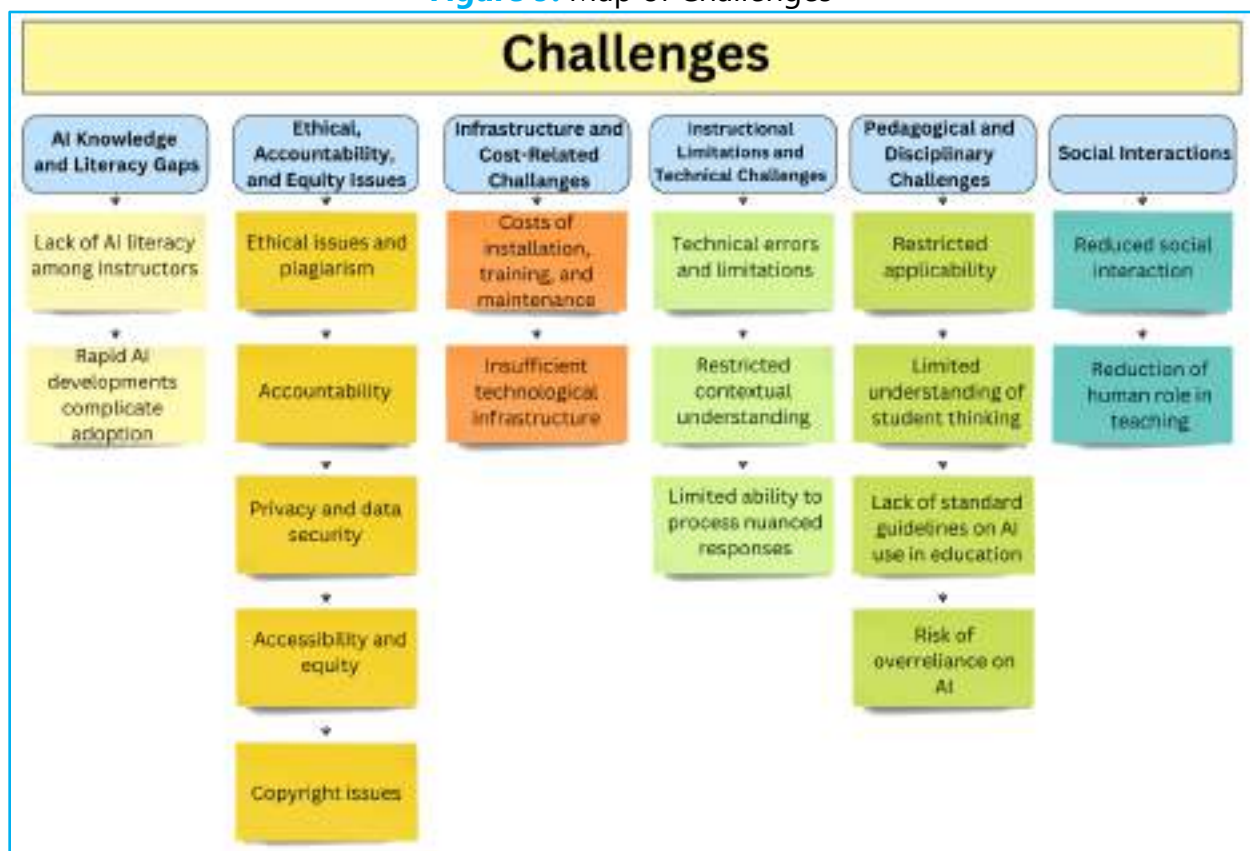 Map of Challenges
Challenges
AI Knowledge
and Literacy Gaps
Lack of AI literacy
among instructors
Rapid AI
developments
complicate
adoption
Ethical,
Accountability,
and Equity Issues
Ethical issues and
plagiarism
Accountability
Privacy and data
security
Accessibility and
equity
Copyright issues
Infrastructure and
Cost-Related
Challanges
Costs of
installation,
training, and
maintenance
Insufficient
technological
infrastructure
Instructional
Limitations and
Technical Challenges
Technical errors
and limitations
Restricted
contextual
understanding
Limited ability to
process nuanced
responses
Pedagogical and
Disciplinary
Challenges
Restricted
applicability
Limited
understanding of
student thinking
Lack of standard
guidelines on AI
use in education
Risk of
overreliance on
AI
Social Interactions
Reduced social
interaction
Reduction of
human role in
teaching